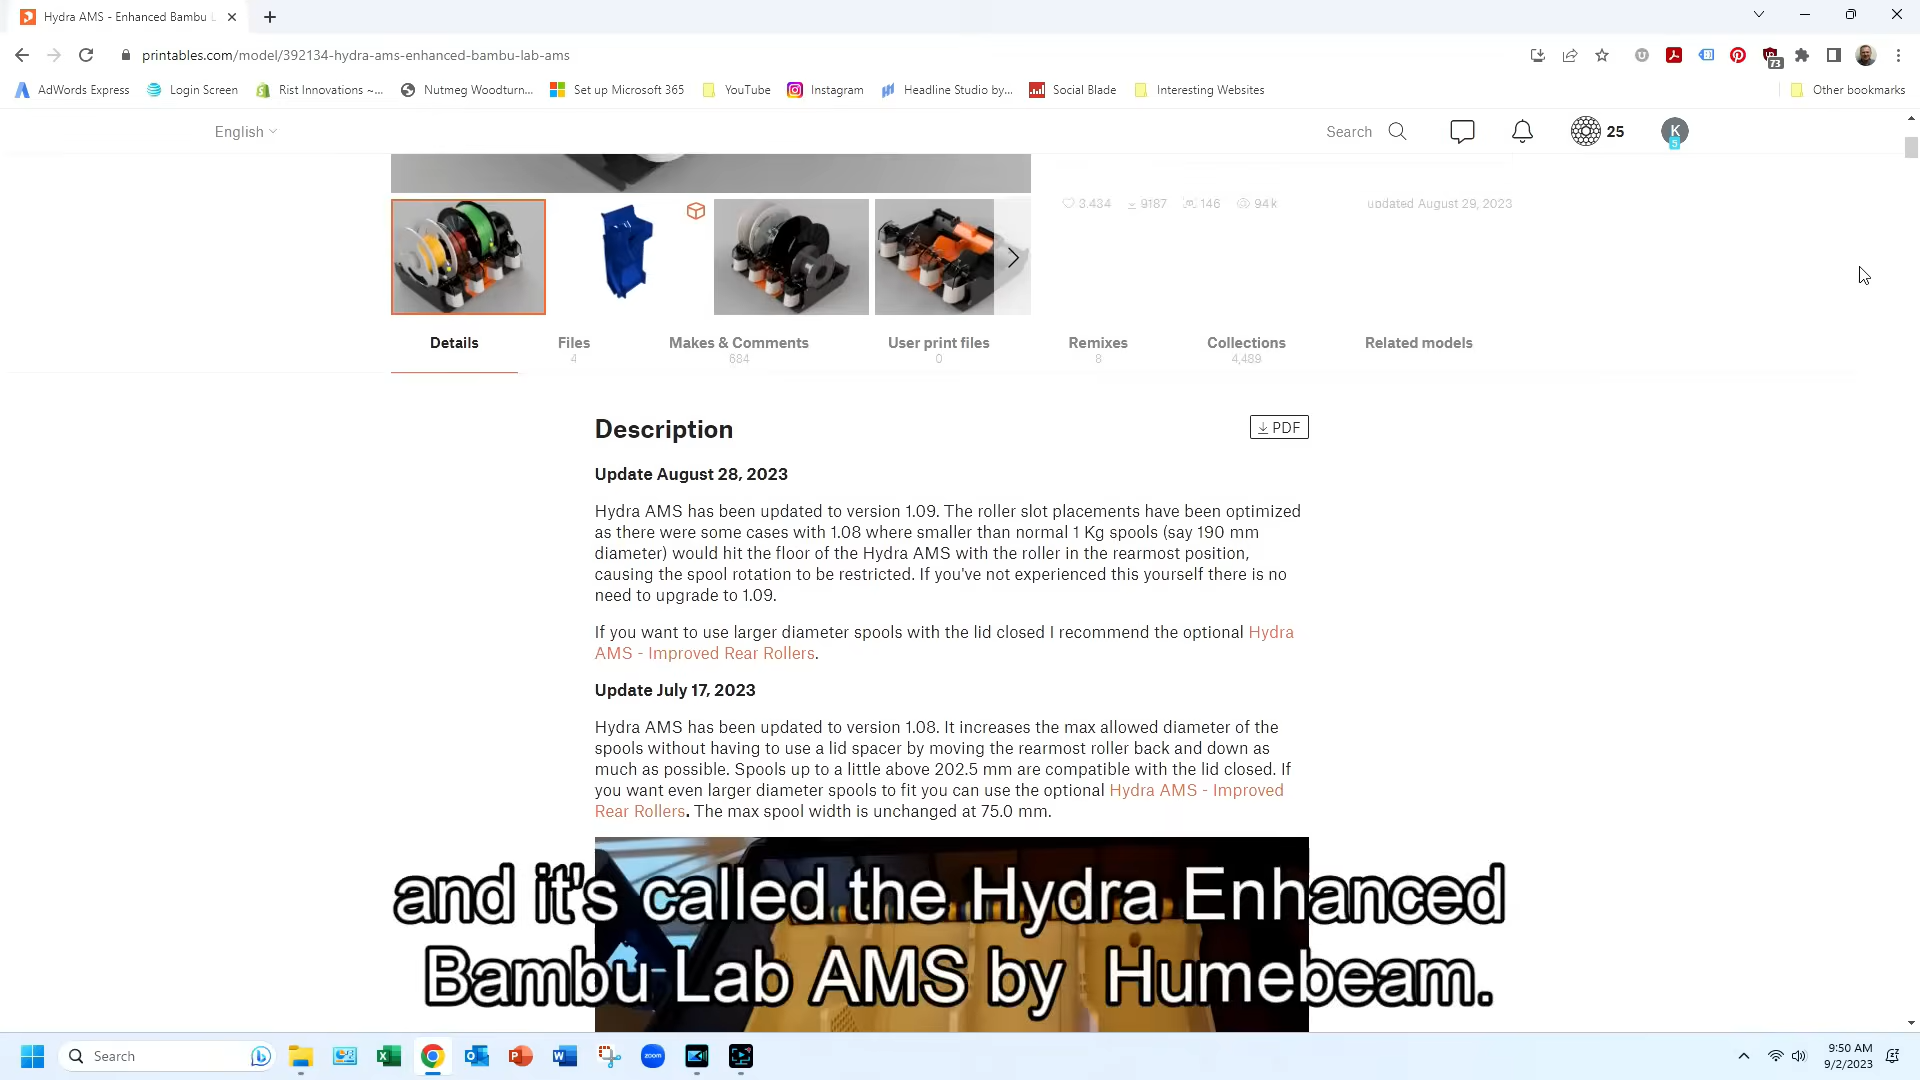 Hydra AMS - Enhanced Bambu L
printables.com/model/392134-hydra-ams-enhanced-bambu-lab-ams
73
AdWords Express
Login Screen
Rist Innovations ~...
Nutmeg Woodturn...
Set up Microsoft 365
YouTube
Instagram
Headline Studio by...
Social Blade
Interesting Websites
Other bookmarks
English
Search
25
K
5
3.434
9187
146
94k
updated August 29, 2023
Details
Files
4
Makes & Comments
684
User print files
0
Remixes
8
Collections
4,489
Related models
Description
PDF
Update August 28, 2023
Hydra AMS has been updated to version 1.09. The roller slot placements have been optimized
as there were some cases with 1.08 where smaller than normal 1 Kg spools (say 190 mm
diameter) would hit the floor of the Hydra AMS with the roller in the rearmost position,
causing the spool rotation to be restricted. If you've not experienced this yourself there is no
need to upgrade to 1.09.
If you want to use larger diameter spools with the lid closed I recommend the optional Hydra
AMS - Improved Rear Rollers.
Update July 17, 2023
Hydra AMS has been updated to version 1.08. It increases the max allowed diameter of the
spools without having to use a lid spacer by moving the rearmost roller back and down as
much as possible. Spools up to a little above 202.5 mm are compatible with the lid closed. If
you want even larger diameter spools to fit you can use the optional Hydra AMS - Improved
Rear Rollers. The max spool width is unchanged at 75.0 mm.
and it's called the Hydra Enhanced
Bambu Lab AMS by Humebeam.
Search
zoom
9:50 AM
9/2/2023